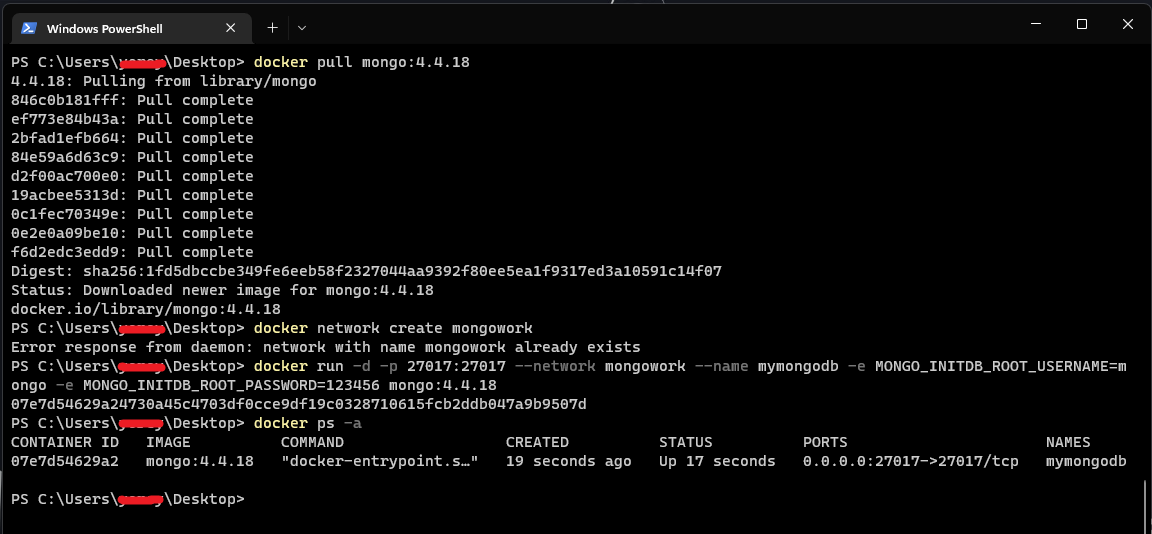 Windows PowerShell
PS C:\Users\\Desktop> docker pull mongo:4.4.18
4.4.18: Pulling from library/mongo
846c0b181fff: Pull complete
ef773e84b43a: Pull complete
2bfad1efb664: Pull complete
84e59a6d63c9: Pull complete
d2f00ac700e0: Pull complete
19acbee5313d: Pull complete
0c1fec70349e: Pull complete
0e2e0a09be10: Pull complete
f6d2edc3edd9: Pull complete
Digest: sha256:1fd5dbccbe349fe6eeb58f2327044aa9392f80ee5ea1f9317ed3a10591c14f07
Status: Downloaded newer image for mongo:4.4.18
docker.io/library/mongo:4.4.18
PS C:\Users\\Desktop> docker network create mongowork
Error response from daemon: network with name mongowork already exists
PS C:\Users\\Desktop> docker run -d -p 27017:27017 --network mongowork --name mymongodb -e MONGO_INITDB_ROOT_USERNAME=m
ongo -e MONGO_INITDB_ROOT_PASSWORD=123456 mongo:4.4.18
07e7d54629a24730a45c4703df0cce9df19c0328710615fcb2ddb047a9b9507d
PS C:\Users\\Desktop> docker ps -a
CONTAINER ID IMAGE COMMAND CREATED STATUS PORTS NAMES
07e7d54629a2 mongo:4.4.18 "docker-entrypoint.s…" 19 seconds ago Up 17 seconds 0.0.0.0:27017->27017/tcp mymongodb
PS C:\Users\\Desktop>